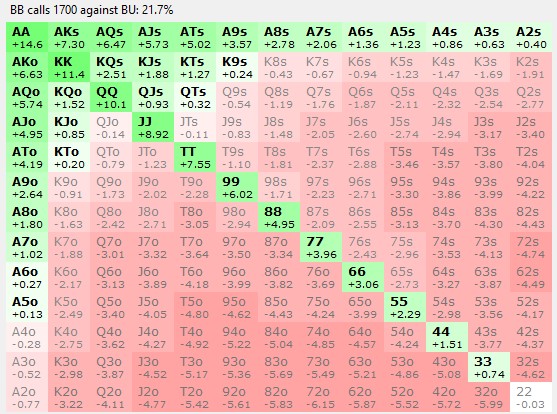 BB calls 1700 against BU: 21.7%
AA AKs AQs AJs ATs A9s A8s A7s A6s A5s A4s A3s A2s
+14.6 +7.30 +6.47 +5.73 +5.02 +3.57 +2.78 +2.06 +1.36 +1.23 +0.86 +0.63 +0.40
AKo KK KQs KJs KTs K9s K8s K7s K6s K5s K4s K3s K2s
+6.63 +11.4 +2.51 +1.88 +1.27 +0.24 -0.43 -0.67 -0.94 -1.23 -1.47 -1.69 -1.91
AQo KQo QQ QJs QTs Q9s Q8s Q7s Q6s Q5s Q4s Q3s Q2s
+5.74 +1.52 +10.1 +0.93 +0.32 -0.54 -1.19 -1.76 -1.87 -2.11 -2.32 -2.54 -2.77
AJo KJo QJo JJ JTs J9s J8s J7s J6s J5s J4s J3s J2s
+4.95 +0.85 -0.14 +8.92 -0.11 -0.83 -1.48 -2.05 -2.60 -2.74 -2.94 -3.17 -3.40
ATo KTo QTo JTo TT T9s T8s T7s T6s T5s T4s T3s T2s
+4.19 +0.20 -0.79 -1.23 +7.55 -1.10 -1.81 -2.37 -2.88 -3.46 -3.57 -3.80 -4.04
A9o K9o Q9o J9o T9o 99 98s 97s 96s 95s 94s 93s 92s
+2.64 -0.91 -1.73 -2.02 -2.28 +6.02 -1.71 -2.23 -2.71 -3.30 -3.86 -3.99 -4.22
A8o K8o Q8o J8o T8o 98o 88 87s 86s 85s 84s 83s 82s
+1.80 -1.63 -2.42 -2.71 -3.05 -2.94 +4.95 -2.09 -2.55 -3.13 -3.70 -4.30 -4.43
A7o K7o Q7o J7o T7o 97o 87o 77 76s 75s 74s 73s 72s
+1.02 -1.88 -3.01 -3.32 -3.64 -3.50 -3.34 +3.96 -2.43 -2.96 -3.53 -4.13 -4.74
A6o K6o Q6o J6o T6o 96o 86o 76o 66 65s 64s 63s 62s
+0.27 -2.17 -3.13 -3.89 -4.18 -3.99 -3.82 -3.69 +3.06 -2.73 -3.27 -3.87 -4.49
A5o K5o Q5o J5o T5o 95o 85o 75o 65o 55 54s 53s 52s
+0.13 -2.49 -3.40 -4.05 -4.80 -4.62 -4.43 -4.24 -3.99 +2.29 -2.98 -3.56 -4.17
A4o K4o Q4o J4o T4o 94o 84o 74o 64o 54o 44 43s 42s
-0.28 -2.75 -3.62 -4.27 -4.92 -5.22 -5.04 -4.85 -4.57 -4.24 +1.51 -3.77 -4.37
A3o K3o Q3o J3o T3o 93o 83o 73o 63o 53o 43o 33 32s
-0.52 -2.98 -3.87 -4.52 -5.17 -5.36 -5.69 -5.49 -5.21 -4.86 -5.08 +0.74 -4.62
A2o K2o Q2o J2o T2o 92o 82o 72o 62o 52o 42o 32o 22
-0.77 -3.22 -4.11 -4.77 -5.42 -5.61 -5.83 -6.15 -5.87 -5.52 -5.72 -5.99 -0.03